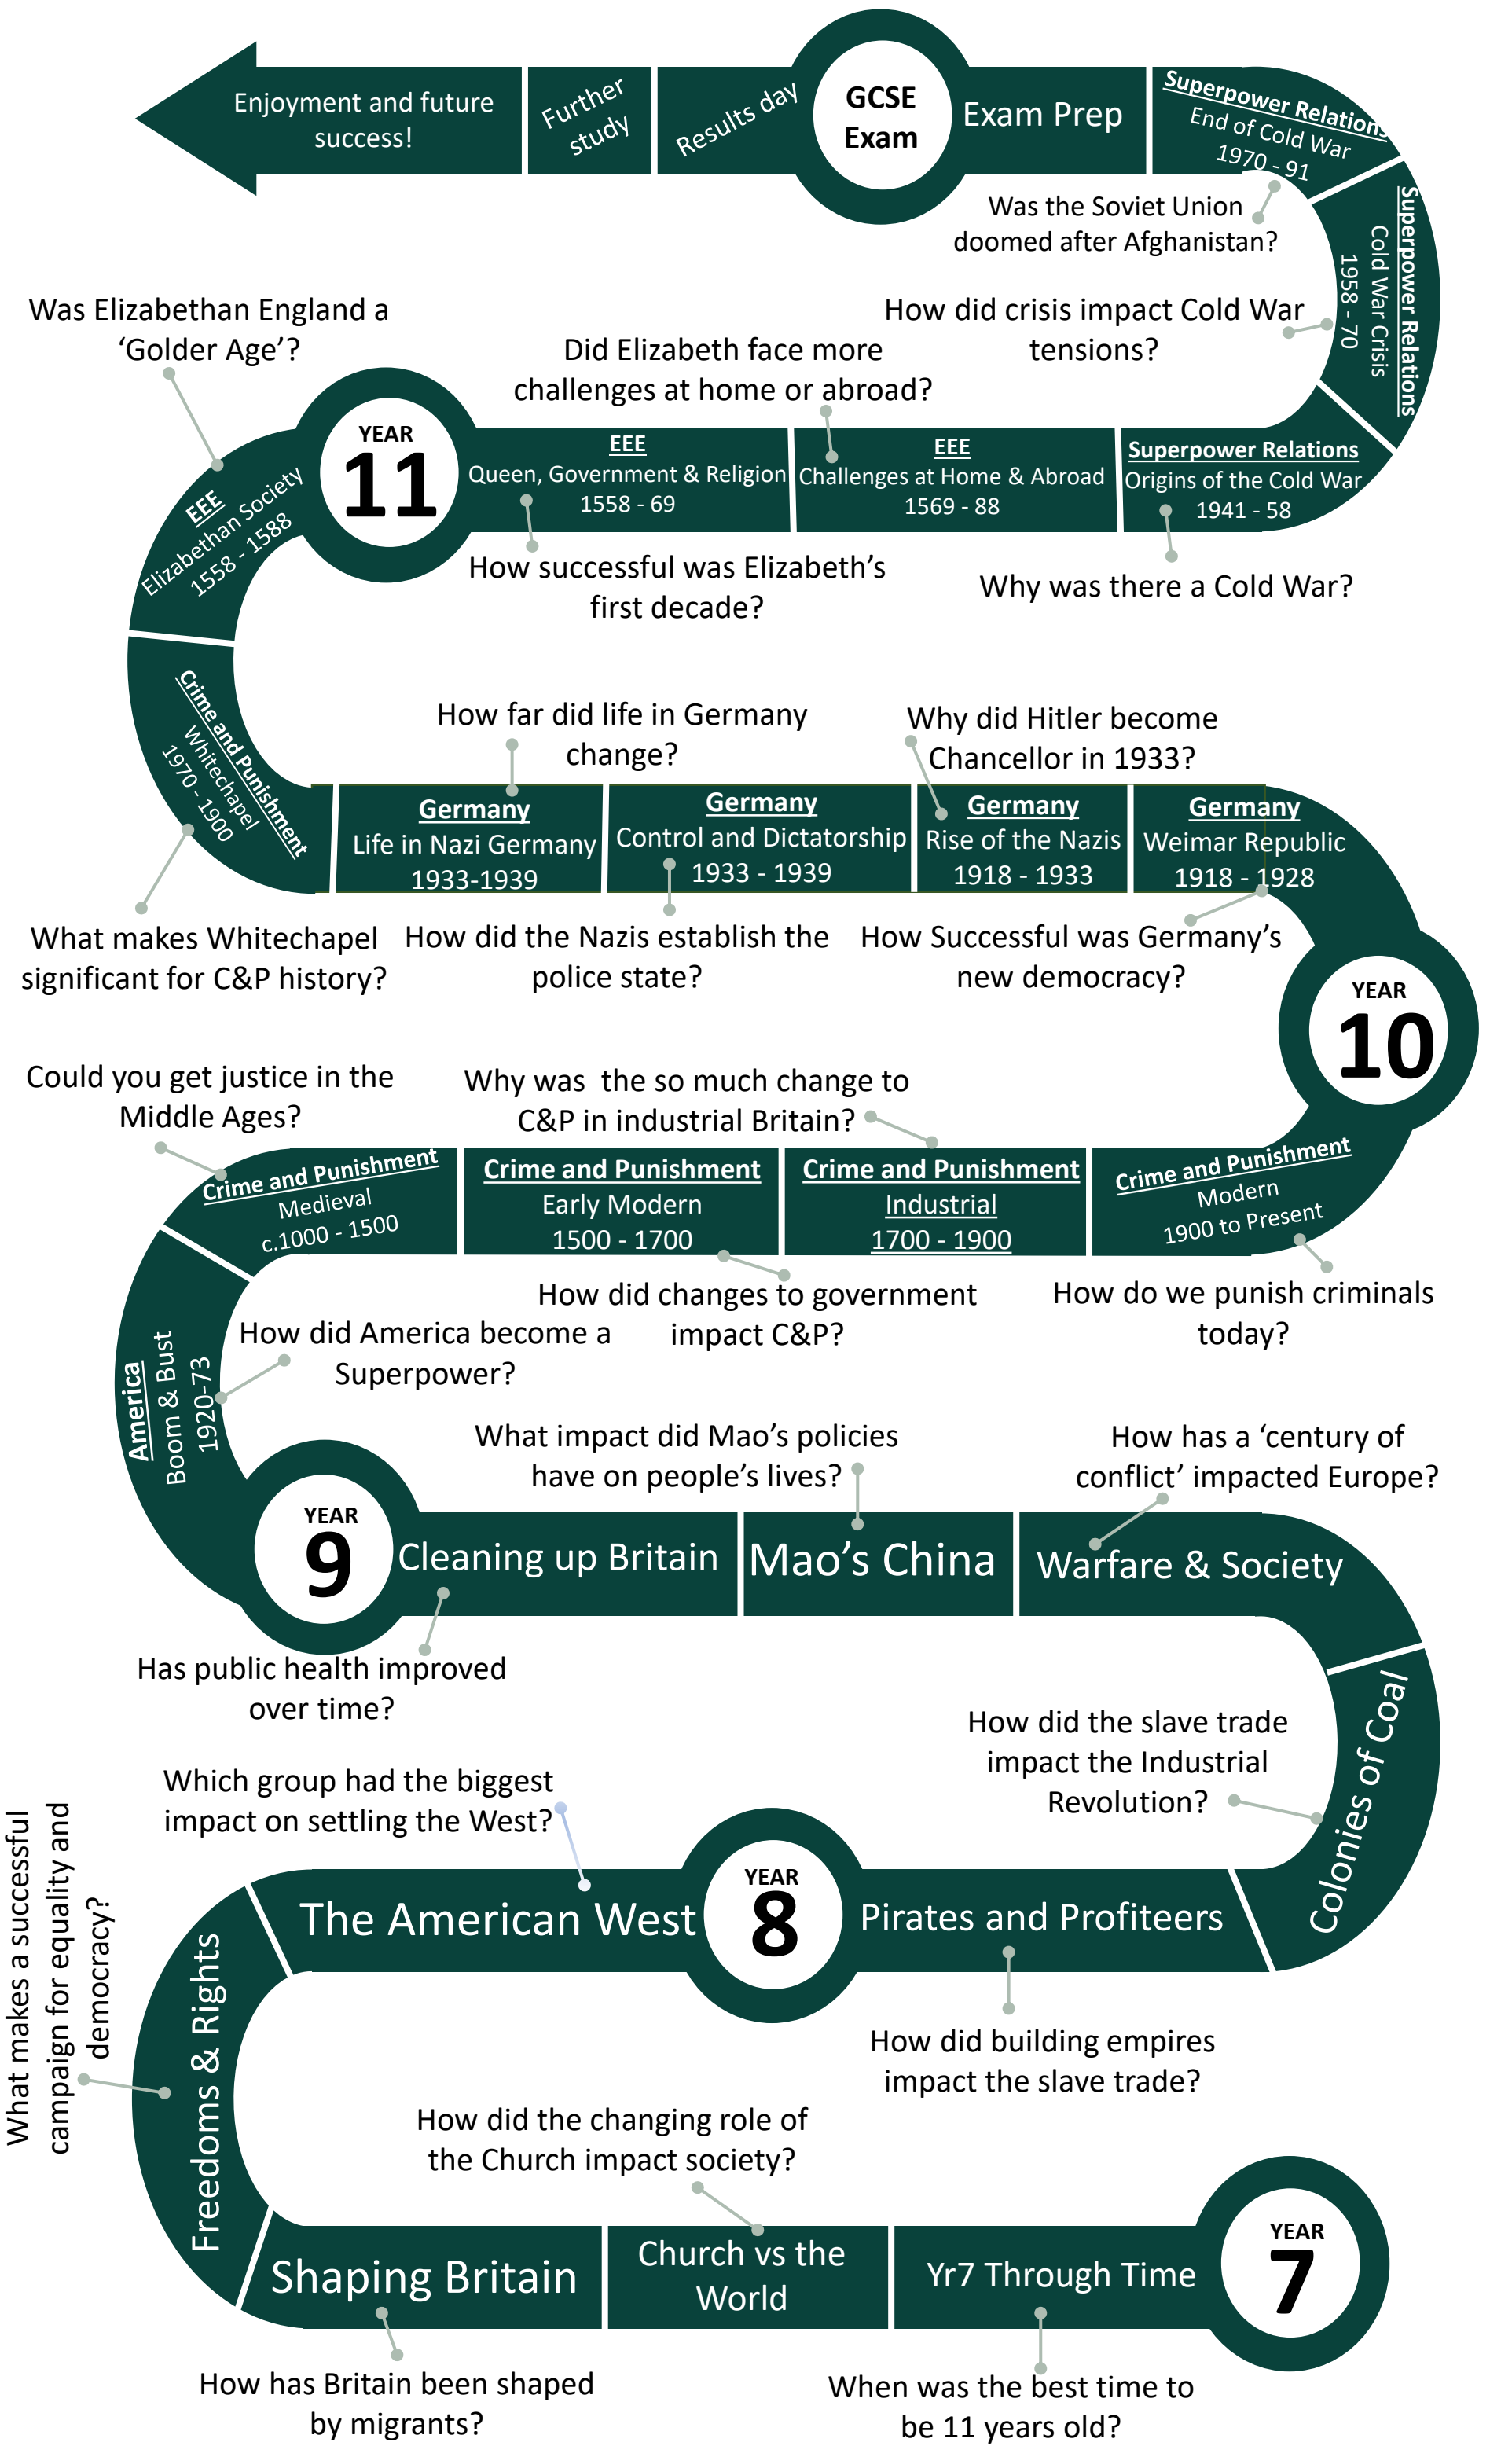 Enjoyment and future
success!
Further
study
Results day
GCSE
Exam
Exam Prep
Superpower Relations
End of Cold War
1970 - 91
Was the Soviet Union
doomed after Afghanistan?
Superpower Relations
Cold War Crisis
1958 - 70
How did crisis impact Cold War
tensions?
Was Elizabethan England a
‘Golder Age’?
Did Elizabeth face more
challenges at home or abroad?
YEAR
11
EEE
Queen, Government & Religion
1558 - 69
EEE
Challenges at Home & Abroad
1569 - 88
Superpower Relations
Origins of the Cold War
1941 - 58
EEE
Elizabethan Society
1558 - 1588
How successful was Elizabeth’s
first decade?
Why was there a Cold War?
Crime and Punishment
Whitechapel
1970 - 1900
How far did life in Germany
change?
Why did Hitler become
Chancellor in 1933?
Germany
Life in Nazi Germany
1933-1939
Germany
Control and Dictatorship
1933 - 1939
Germany
Rise of the Nazis
1918 - 1933
Germany
Weimar Republic
1918 - 1928
What makes Whitechapel
significant for C&P history?
How did the Nazis establish the
police state?
How Successful was Germany’s
new democracy?
YEAR
10
Could you get justice in the
Middle Ages?
Why was  the so much change to
C&P in industrial Britain?
Crime and Punishment
Medieval
c.1000 - 1500
Crime and Punishment
Early Modern
1500 - 1700
Crime and Punishment
Industrial
1700 - 1900
Crime and Punishment
Modern
1900 to Present
How did changes to government
impact C&P?
How do we punish criminals
today?
America
Boom & Bust
1920-73
How did America become a
Superpower?
What impact did Mao’s policies
have on people’s lives?
How has a ‘century of
conflict’ impacted Europe?
YEAR
9
Cleaning up Britain
Mao’s China
Warfare & Society
Has public health improved
over time?
Colonies of Coal
How did the slave trade
impact the Industrial
Revolution?
Which group had the biggest
impact on settling the West?
What makes a successful
campaign for equality and
democracy?
The American West
YEAR
8
Pirates and Profiteers
Freedoms & Rights
How did building empires
impact the slave trade?
How did the changing role of
the Church impact society?
Shaping Britain
Church vs the
World
Yr7 Through Time
YEAR
7
How has Britain been shaped
by migrants?
When was the best time to
be 11 years old?